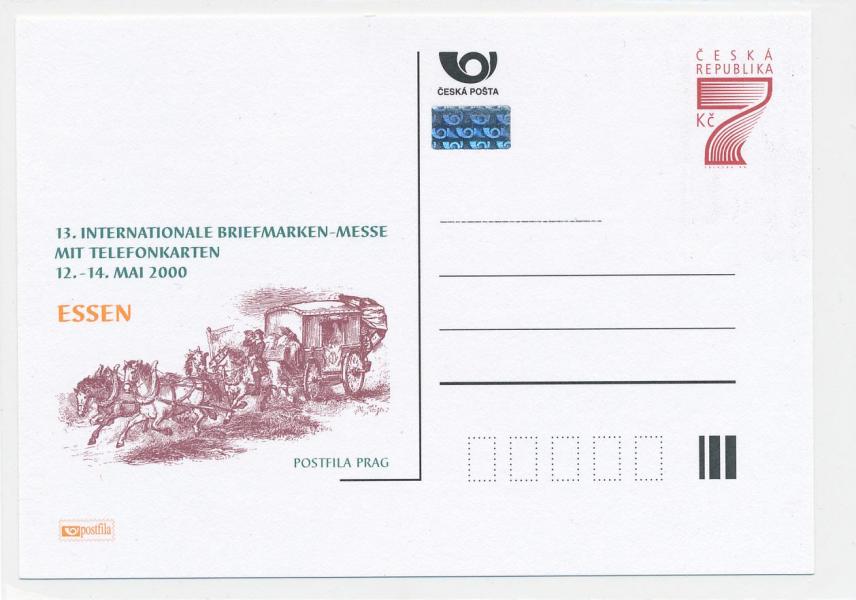 13. INTERNATIONALE BRIEFMARKEN-MESSE
MIT TELEFONKARTEN
12.-14. MAI 2000
ESSEN
POSTFILA PRAG
postfila
ČESKÁ POŠTA
ČESKÁ
REPUBLIKA
7
Kč